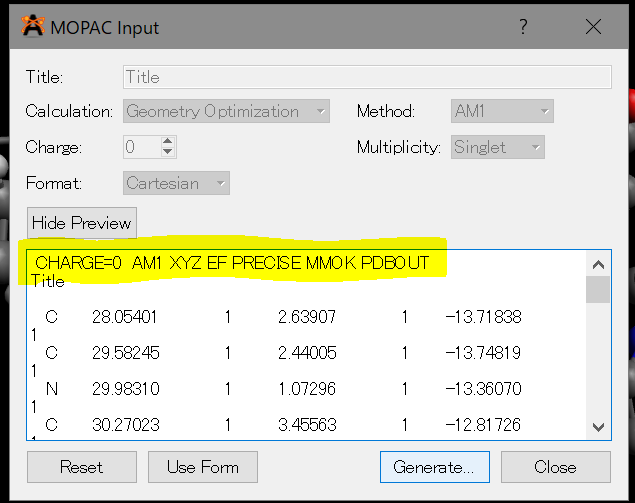 MOPAC Input
Title: Title
Calculation: Geometry Optimization Method: AM1
Charge: 0 Multiplicity: Singlet
Format: Cartesian
Hide Preview
CHARGE=0 AM1 XYZ EF PRECISE MMOK PDBOUT
Title
C 28.05401 1 2.63907 1 -13.71838
1
C 29.58245 1 2.44005 1 -13.74819
1
N 29.98310 1 1.07296 1 -13.36070
1
C 30.27023 1 3.45563 1 -12.81726
1
Reset Use Form Generate... Close